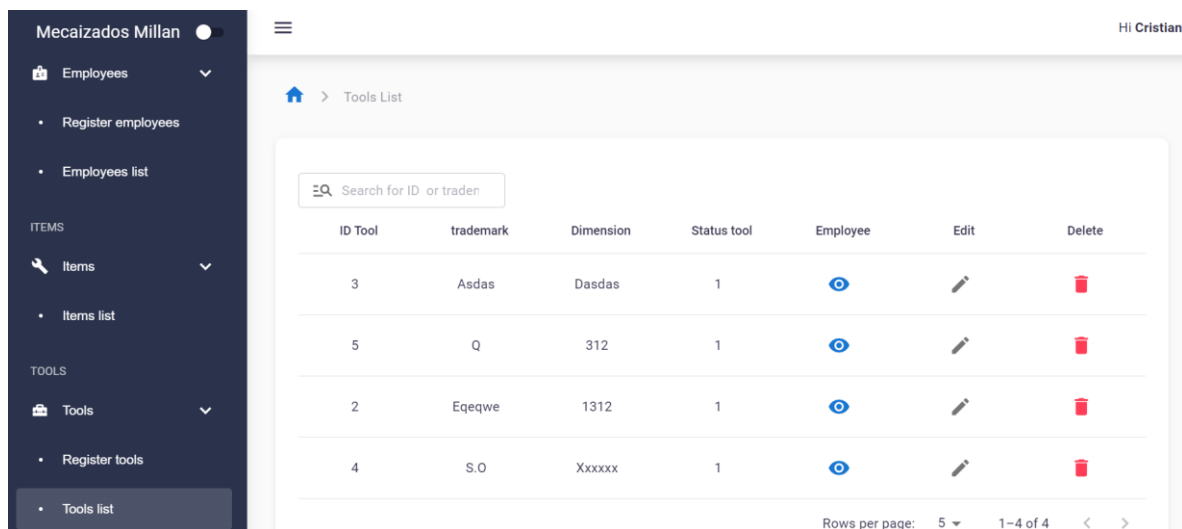 Mecaizados Millan
Hi Cristian
Employees
Register employees
Employees list
ITEMS
Items
Items list
TOOLS
Tools
Register tools
Tools list
> Tools List
Search for ID or trader
ID Tool trademark Dimension Status tool Employee Edit Delete
3 Asdas Dasdas 1
5 Q 312 1
2 Eqeqwe 1312 1
4 S.O Xxxxxx 1
Rows per page: 5 1–4 of 4 < >